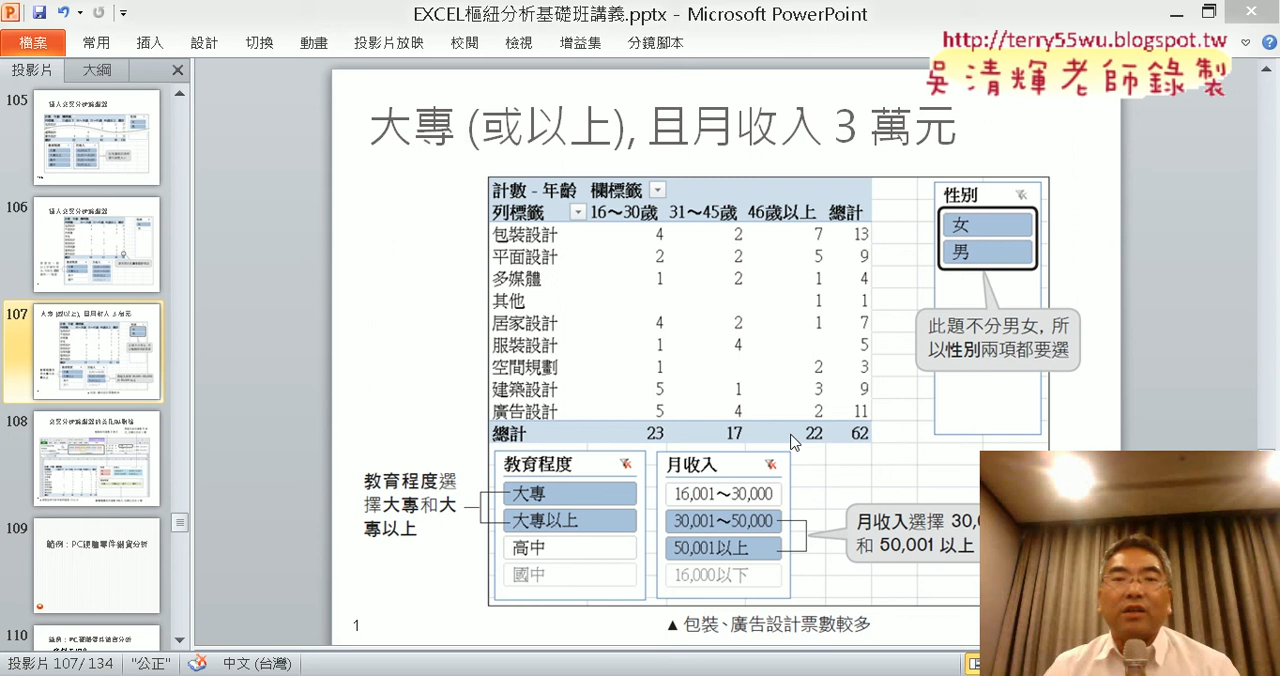 EXCEL樞紐分析基礎班講義.pptx - Microsoft PowerPoint
檔案 常用 插入 設計 切換 動畫 投影片放映 校閱 檢視 增益集 分鏡腳本
http://terry55wu.blogspot.tw
吳清輝老師錄製
投影片 大綱
105
106
107
大專 (或以上), 且月收入 3 萬元
108
109
範例：PC硬體零件銷貨分析
110
大專 (或以上), 且月收入 3 萬元
計數 - 年齡 欄標籤
列標籤 16～30歲 31～45歲 46歲以上 總計
包裝設計 4 2 7 13
平面設計 2 2 5 9
多媒體 1 2 1 4
其他 1 1
居家設計 4 2 1 7
服裝設計 1 4 5
空間規劃 1 2 3
建築設計 5 1 3 9
廣告設計 5 4 2 11
總計 23 17 22 62
性別
女
男
此題不分男女, 所
以性別兩項都要選
教育程度
大專
大專以上
高中
國中
月收入
16,001～30,000
30,001～50,000
50,001以上
16,000以下
教育程度選
擇大專和大
專以上
月收入選擇 30,0
和 50,001 以上
1
▲ 包裝、廣告設計票數較多
投影片 107/134 "公正" 中文 (台灣)